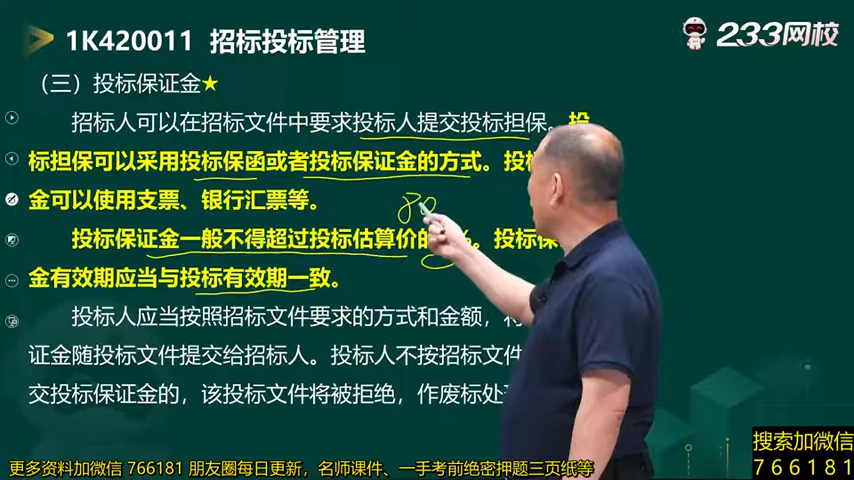 1K420011 招标投标管理
233网校
（三）投标保证金★
招标人可以在招标文件中要求投标人提交投标担保。投
标担保可以采用投标保函或者投标保证金的方式。投
金可以使用支票、银行汇票等。
80
投标保证金一般不得超过投标估算价的 %。投标保
金有效期应当与投标有效期一致。
投标人应当按照招标文件要求的方式和金额，
证金随投标文件提交给招标人。投标人不按招标文件
交投标保证金的，该投标文件将被拒绝，作废标处
搜索加微信
766181
更多资料加微信 766181 朋友圈每日更新，名师课件、一手考前绝密押题三页纸等